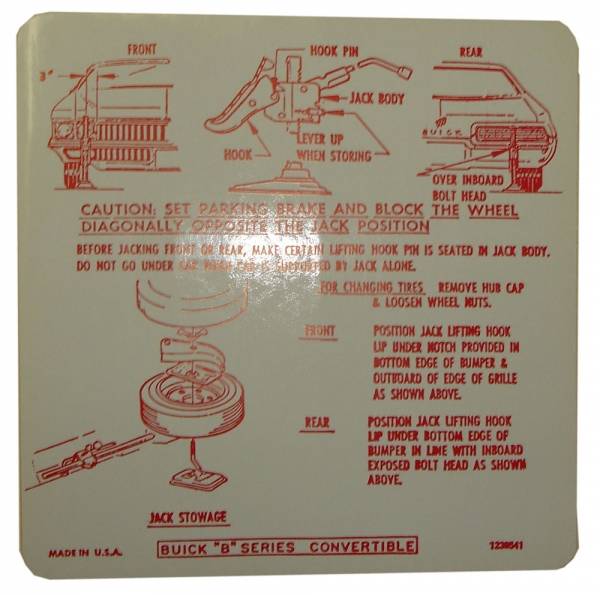 FRONT
HOOK PIN
REAR
3"
JACK BODY
BUICK
LEVER UP
WHEN STORING
HOOK
OVER INBOARD
BOLT HEAD
CAUTION: SET PARKING BRAKE AND BLOCK THE WHEEL
DIAGONALLY OPPOSITE THE JACK POSITION
BEFORE JACKING FRONT OR REAR, MAKE CERTAIN LIFTING HOOK PIN IS SEATED IN JACK BODY.
DO NOT GO UNDER CAR WHEN CAR IS SUPPORTED BY JACK ALONE.
FOR CHANGING TIRES REMOVE HUB CAP
& LOOSEN WHEEL NUTS.
FRONT
POSITION JACK LIFTING HOOK
LIP UNDER NOTCH PROVIDED IN
BOTTOM EDGE OF BUMPER &
OUTBOARD OF EDGE OF GRILLE
AS SHOWN ABOVE.
REAR
POSITION JACK LIFTING HOOK
LIP UNDER BOTTOM EDGE OF
BUMPER IN LINE WITH INBOARD
EXPOSED BOLT HEAD AS SHOWN
ABOVE.
JACK STOWAGE
MADE IN U.S.A.
BUICK "B" SERIES CONVERTIBLE